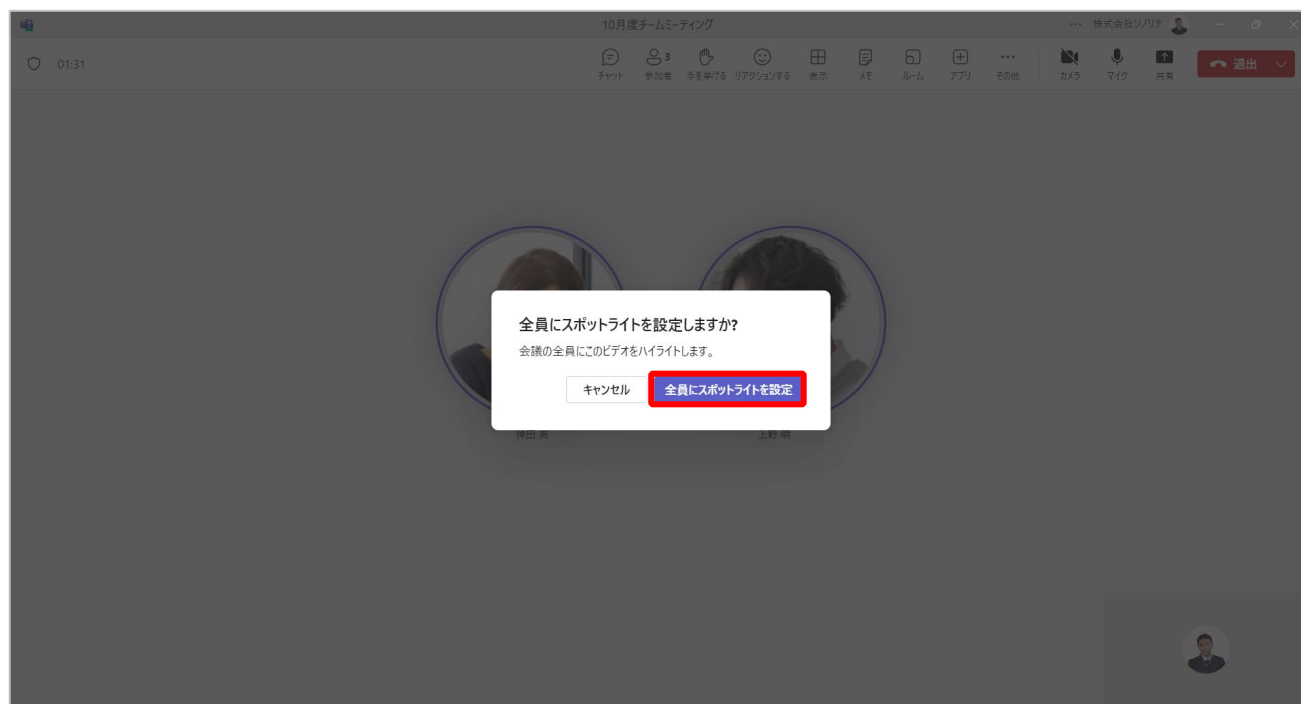 10月度チームミーティング
株式会社ソノリテ
01:31
チャット
参加者 3
手を挙げる
リアクションする
表示
メモ
ルーム
アプリ
その他
カメラ
マイク
共有
退出
全員にスポットライトを設定しますか?
会議の全員にこのビデオをハイライトします。
キャンセル
全員にスポットライトを設定
神田
上野 明